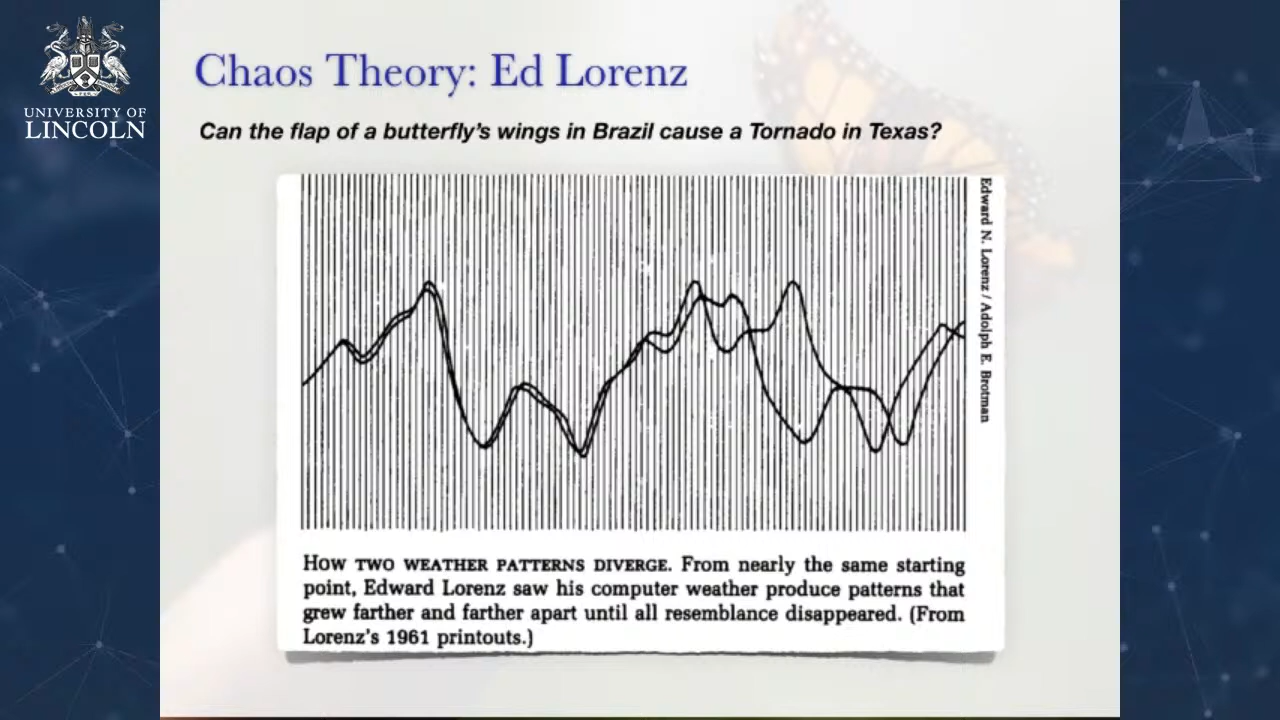 UNIVERSITY OF
LINCOLN
Chaos Theory: Ed Lorenz
Can the flap of a butterfly's wings in Brazil cause a Tornado in Texas?
Edward N. Lorenz / Adolph E. Brotman
HOW TWO WEATHER PATTERNS DIVERGE. From nearly the same starting
point, Edward Lorenz saw his computer weather produce patterns that
grew farther and farther apart until all resemblance disappeared. (From
Lorenz's 1961 printouts.)